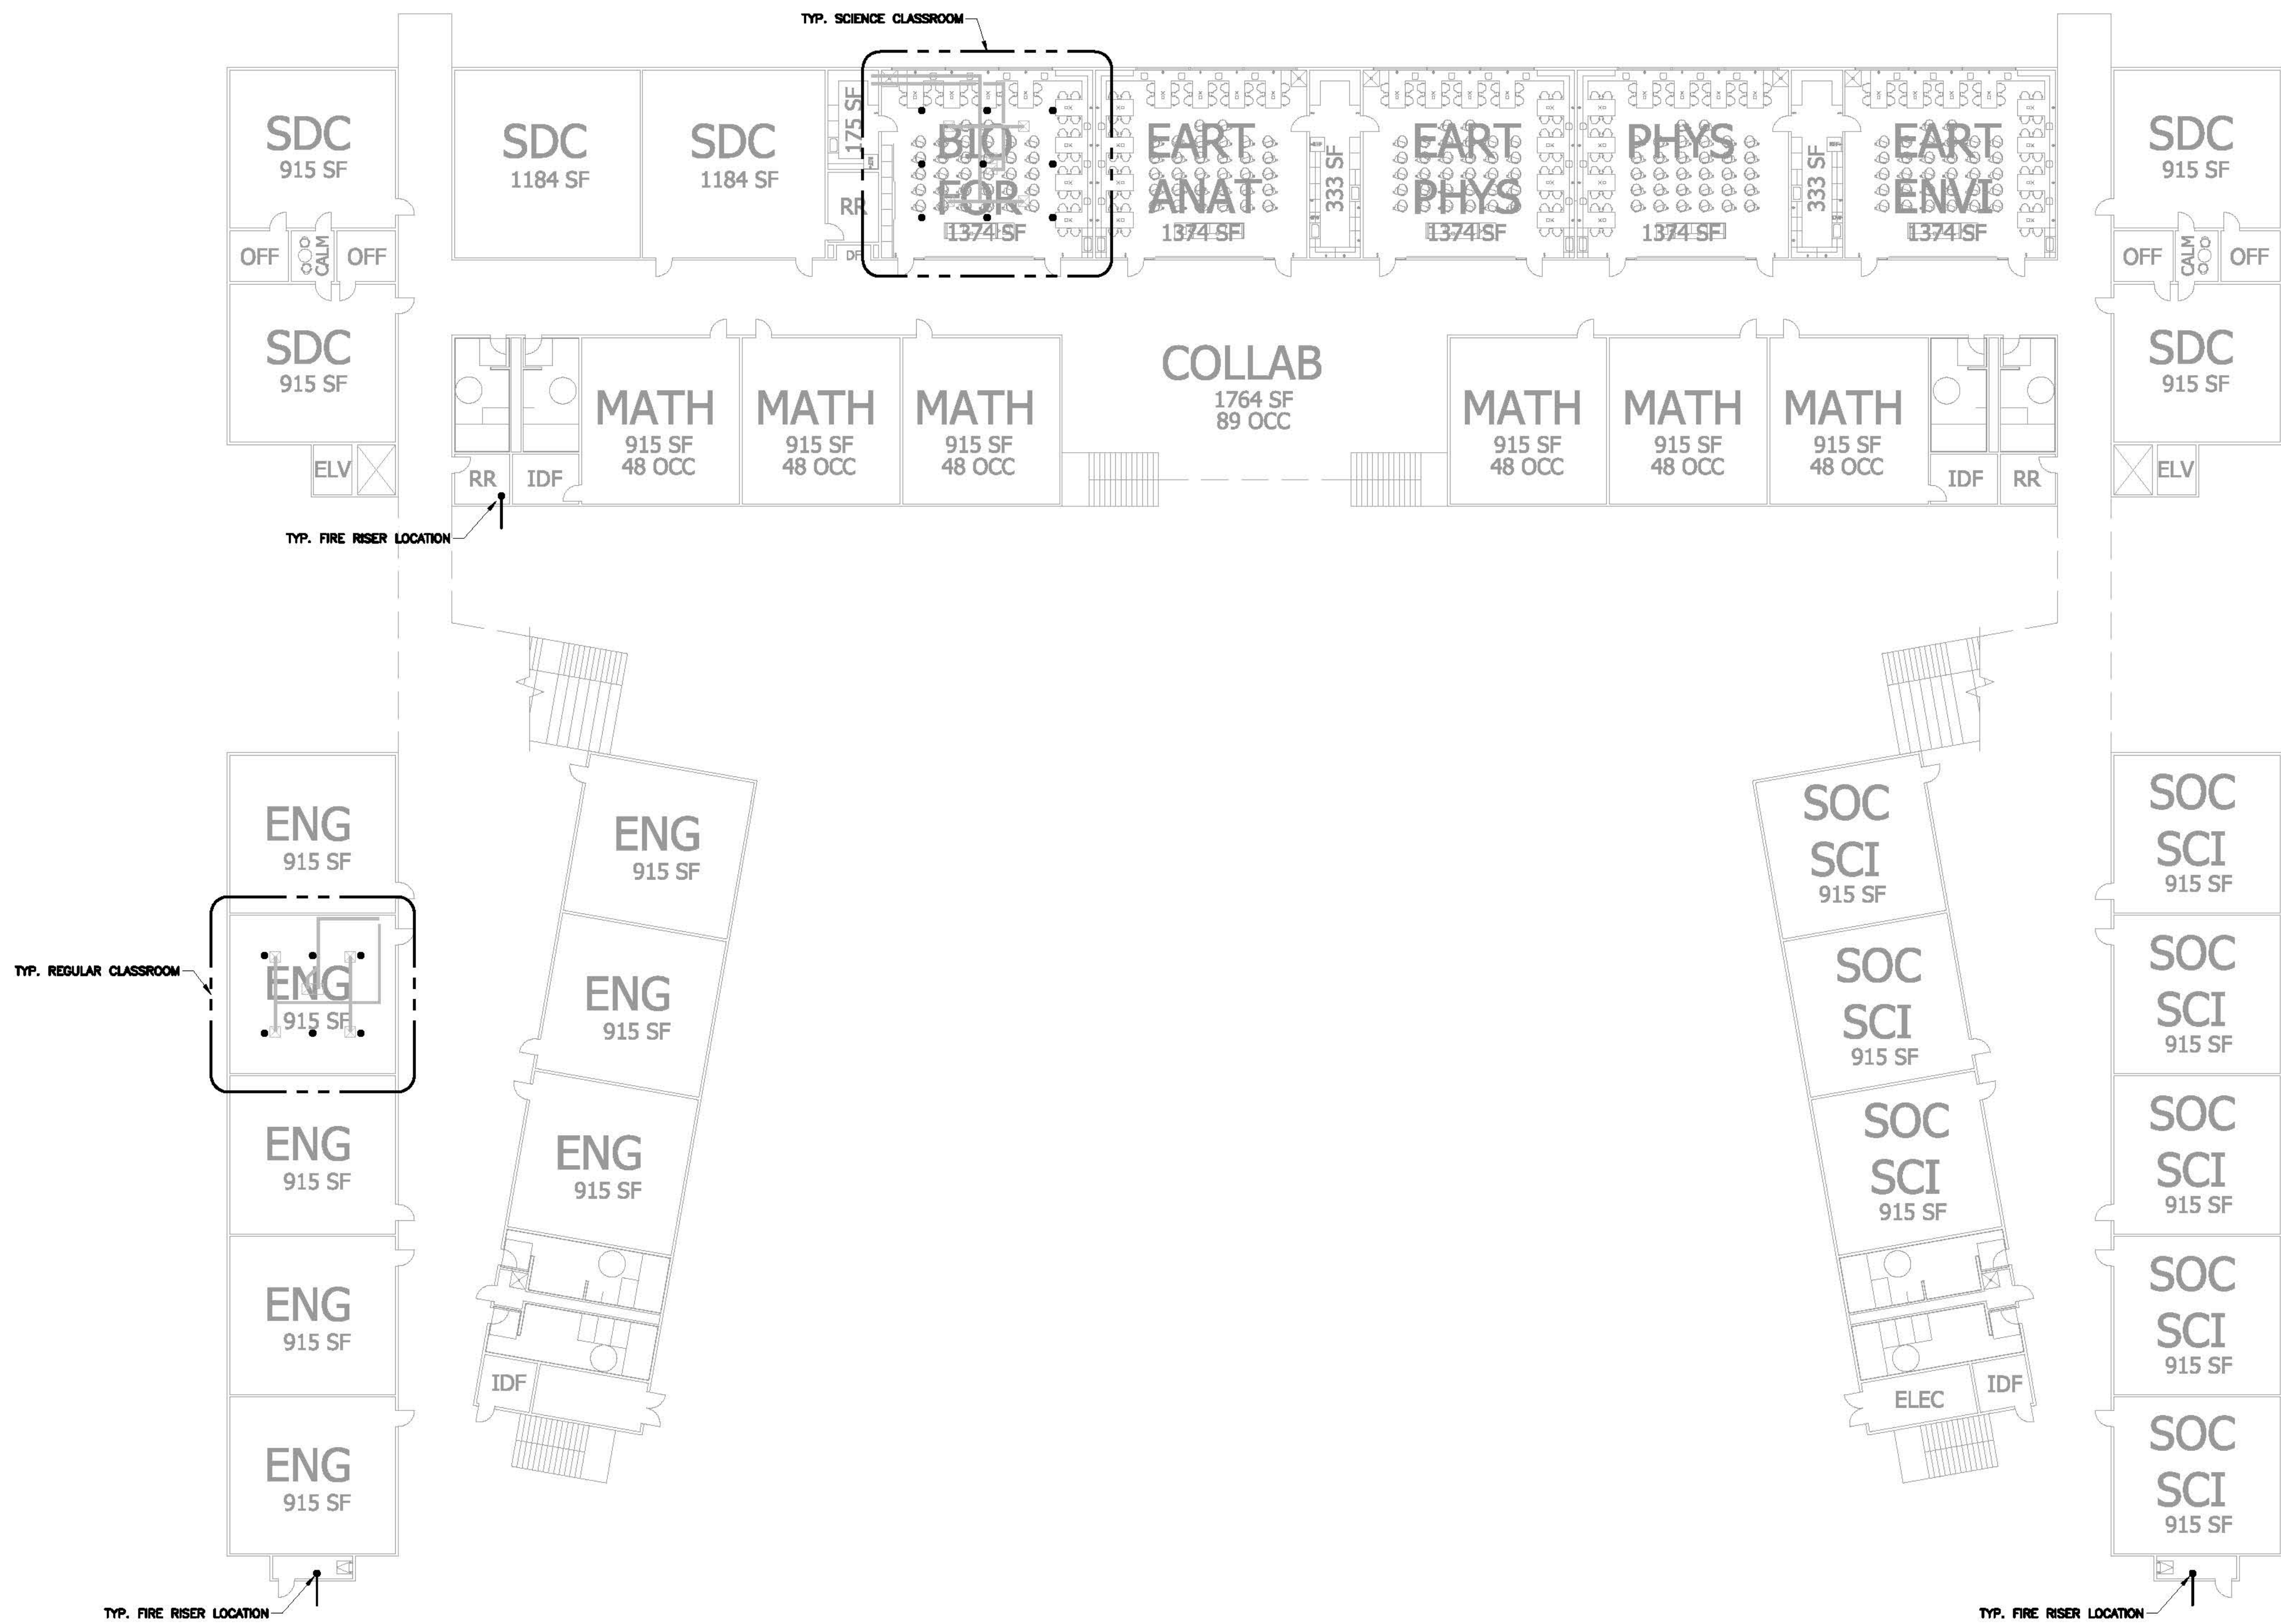 TYP. SCIENCE CLASSROOM
SDC
915 SF
SDC
1184 SF
SDC
1184 SF
175 SF
RR
DF
BIO
FOR
1374 SF
EART
ANAT
1374 SF
333 SF
EART
PHYS
1374 SF
PHYS
1374 SF
333 SF
EART
ENVI
1374 SF
SDC
915 SF
OFF
CALM
OFF
OFF
CALM
OFF
SDC
915 SF
MATH
915 SF
48 OCC
MATH
915 SF
48 OCC
MATH
915 SF
48 OCC
COLLAB
1764 SF
89 OCC
MATH
915 SF
48 OCC
MATH
915 SF
48 OCC
MATH
915 SF
48 OCC
SDC
915 SF
ELV
RR
IDF
IDF
RR
ELV
TYP. FIRE RISER LOCATION
ENG
915 SF
ENG
915 SF
SOC
SCI
915 SF
SOC
SCI
915 SF
TYP. REGULAR CLASSROOM
ENG
915 SF
ENG
915 SF
SOC
SCI
915 SF
SOC
SCI
915 SF
ENG
915 SF
ENG
915 SF
SOC
SCI
915 SF
SOC
SCI
915 SF
ENG
915 SF
SOC
SCI
915 SF
IDF
ELEC
IDF
ENG
915 SF
SOC
SCI
915 SF
TYP. FIRE RISER LOCATION
TYP. FIRE RISER LOCATION